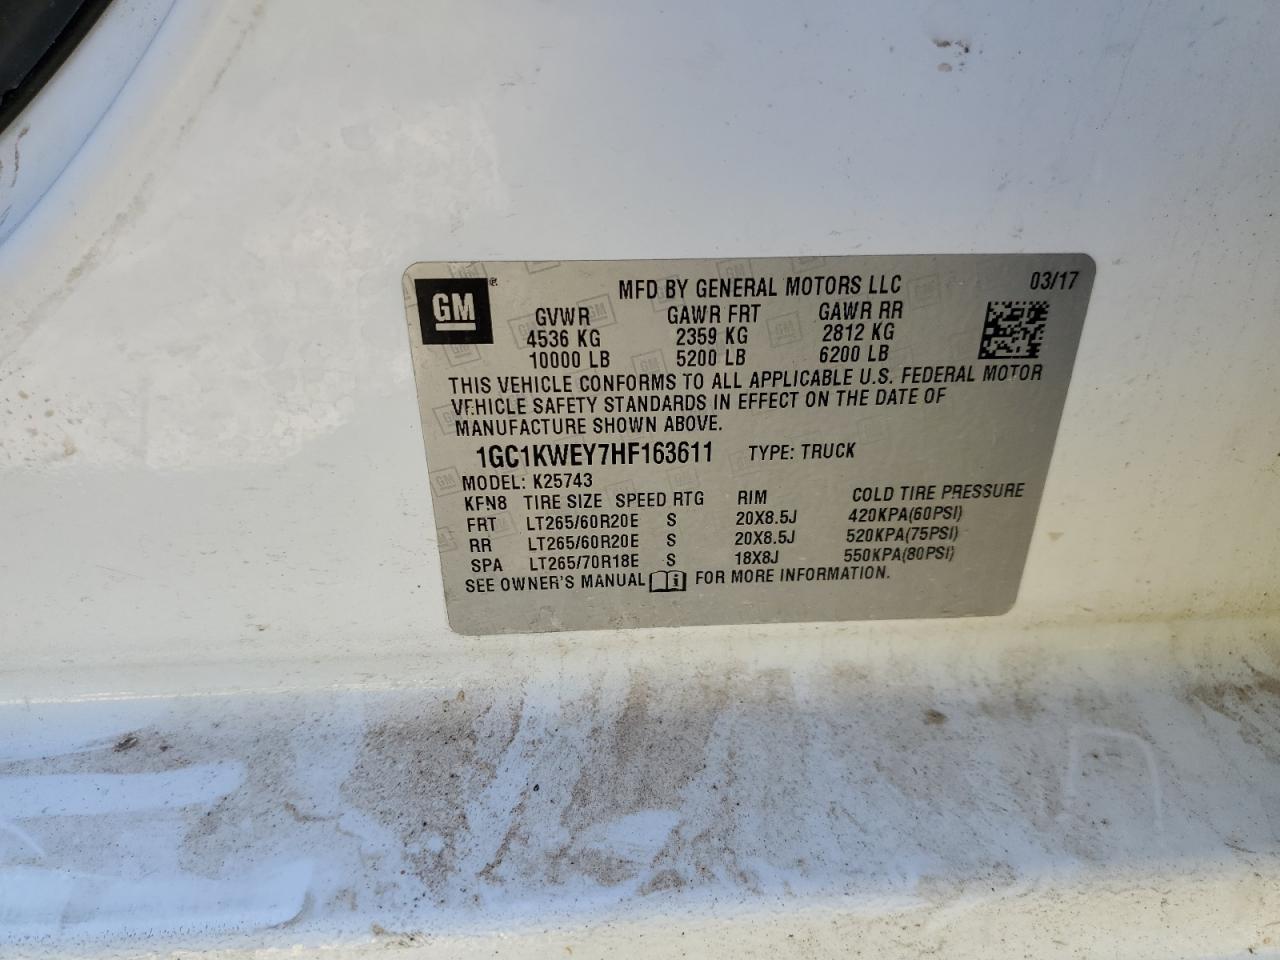 GM®
MFD BY GENERAL MOTORS LLC 03/17
GVWR GAWR FRT GAWR RR
4536 KG 2359 KG 2812 KG
10000 LB 5200 LB 6200 LB
THIS VEHICLE CONFORMS TO ALL APPLICABLE U.S. FEDERAL MOTOR
VEHICLE SAFETY STANDARDS IN EFFECT ON THE DATE OF
MANUFACTURE SHOWN ABOVE.
1GC1KWEY7HF163611 TYPE: TRUCK
MODEL: K25743
KFN8 TIRE SIZE SPEED RTG RIM COLD TIRE PRESSURE
FRT LT265/60R20E S 20X8.5J 420KPA(60PSI)
RR LT265/60R20E S 20X8.5J 520KPA(75PSI)
SPA LT265/70R18E S 18X8J 550KPA(80PSI)
SEE OWNER'S MANUAL i FOR MORE INFORMATION.